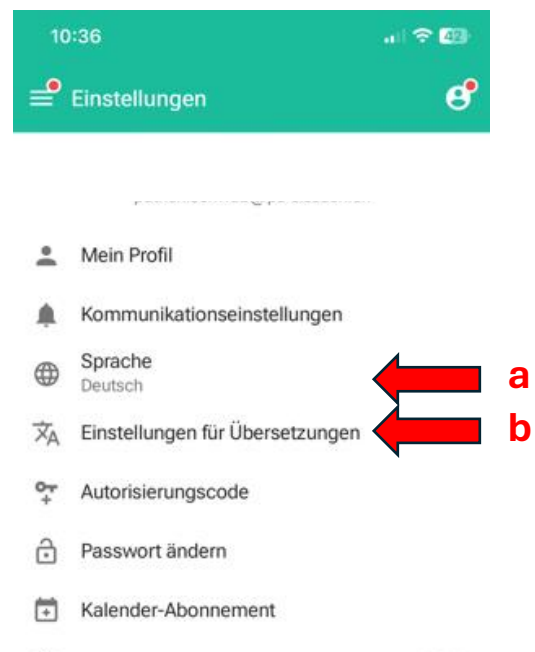 10:36 42
Einstellungen
Mein Profil
Kommunikationseinstellungen
Sprache
Deutsch
a
Einstellungen für Übersetzungen
b
Autorisierungscode
Passwort ändern
Kalender-Abonnement